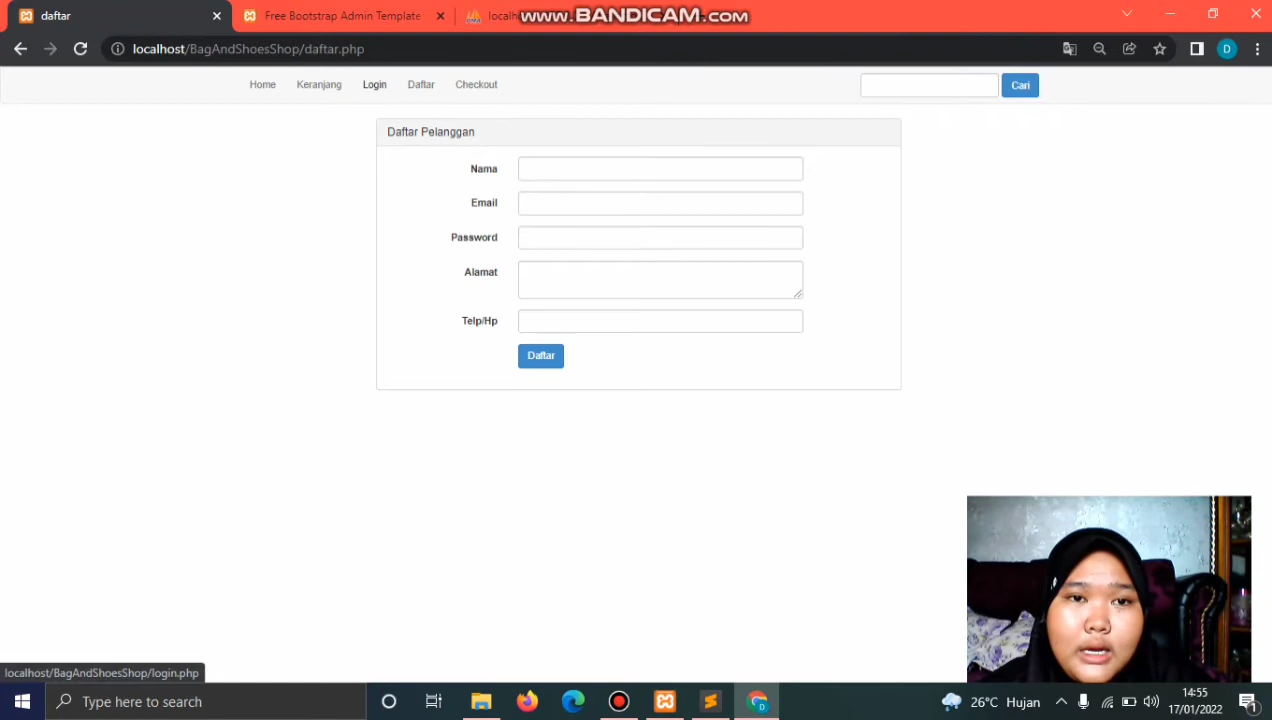 daftar
Free Bootstrap Admin Template
localh
www.BANDICAM.com
localhost/BagAndShoesShop/daftar.php
D
Home
Keranjang
Login
Daftar
Checkout
Cari
Daftar Pelanggan
Nama
Email
Password
Alamat
Telp/Hp
Daftar
localhost/BagAndShoesShop/login.php
Type here to search
26°C Hujan
14:55
17/01/2022
1